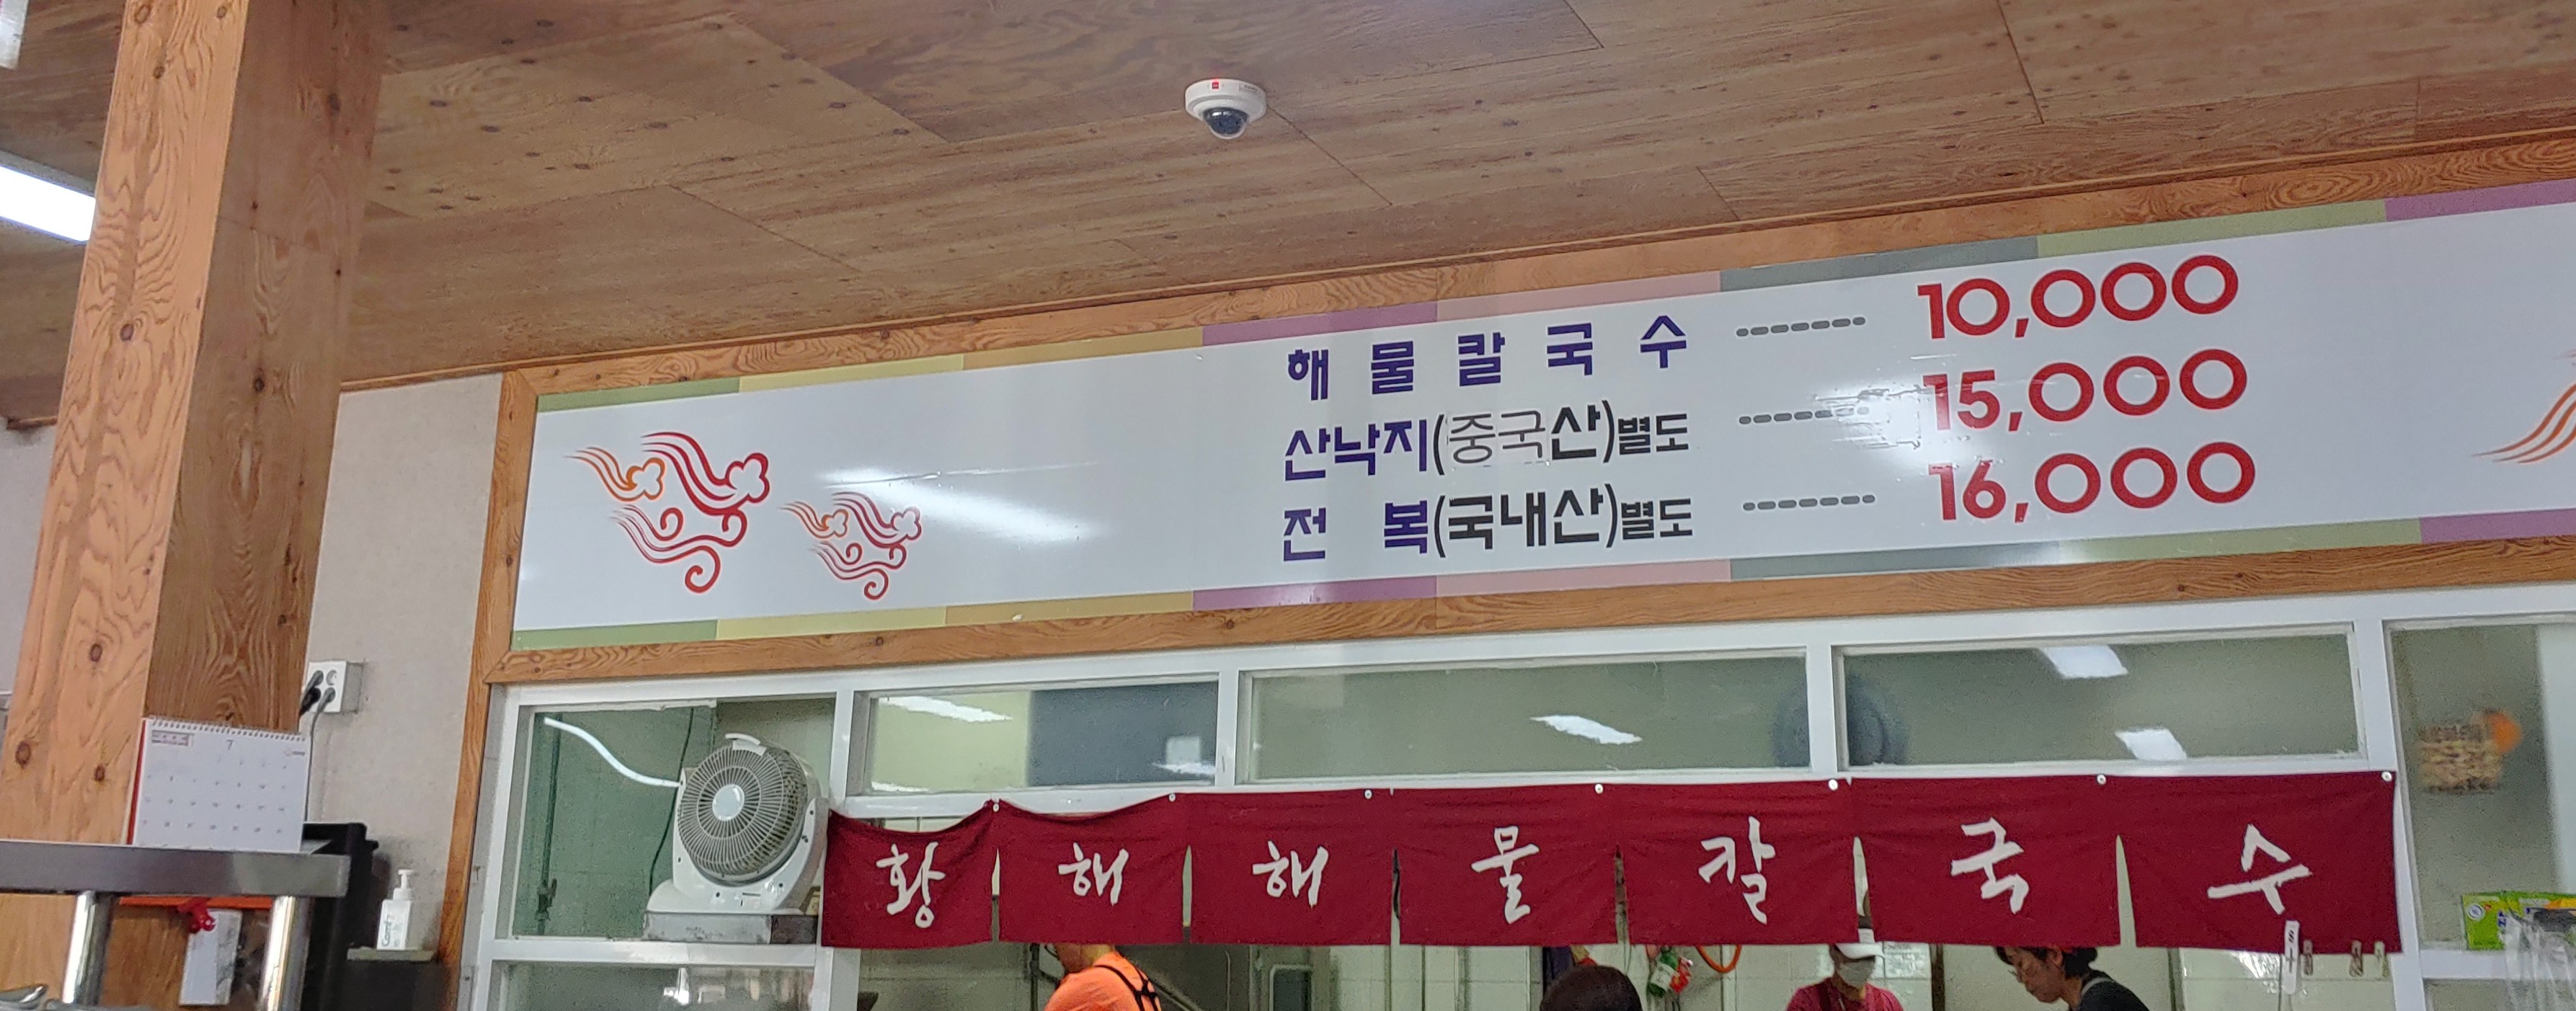 해물칼국수 ------- 10,000
산낙지(중국산)별도 ------- 15,000
전 복(국내산)별도 ------- 16,000
황해해물칼국수
7